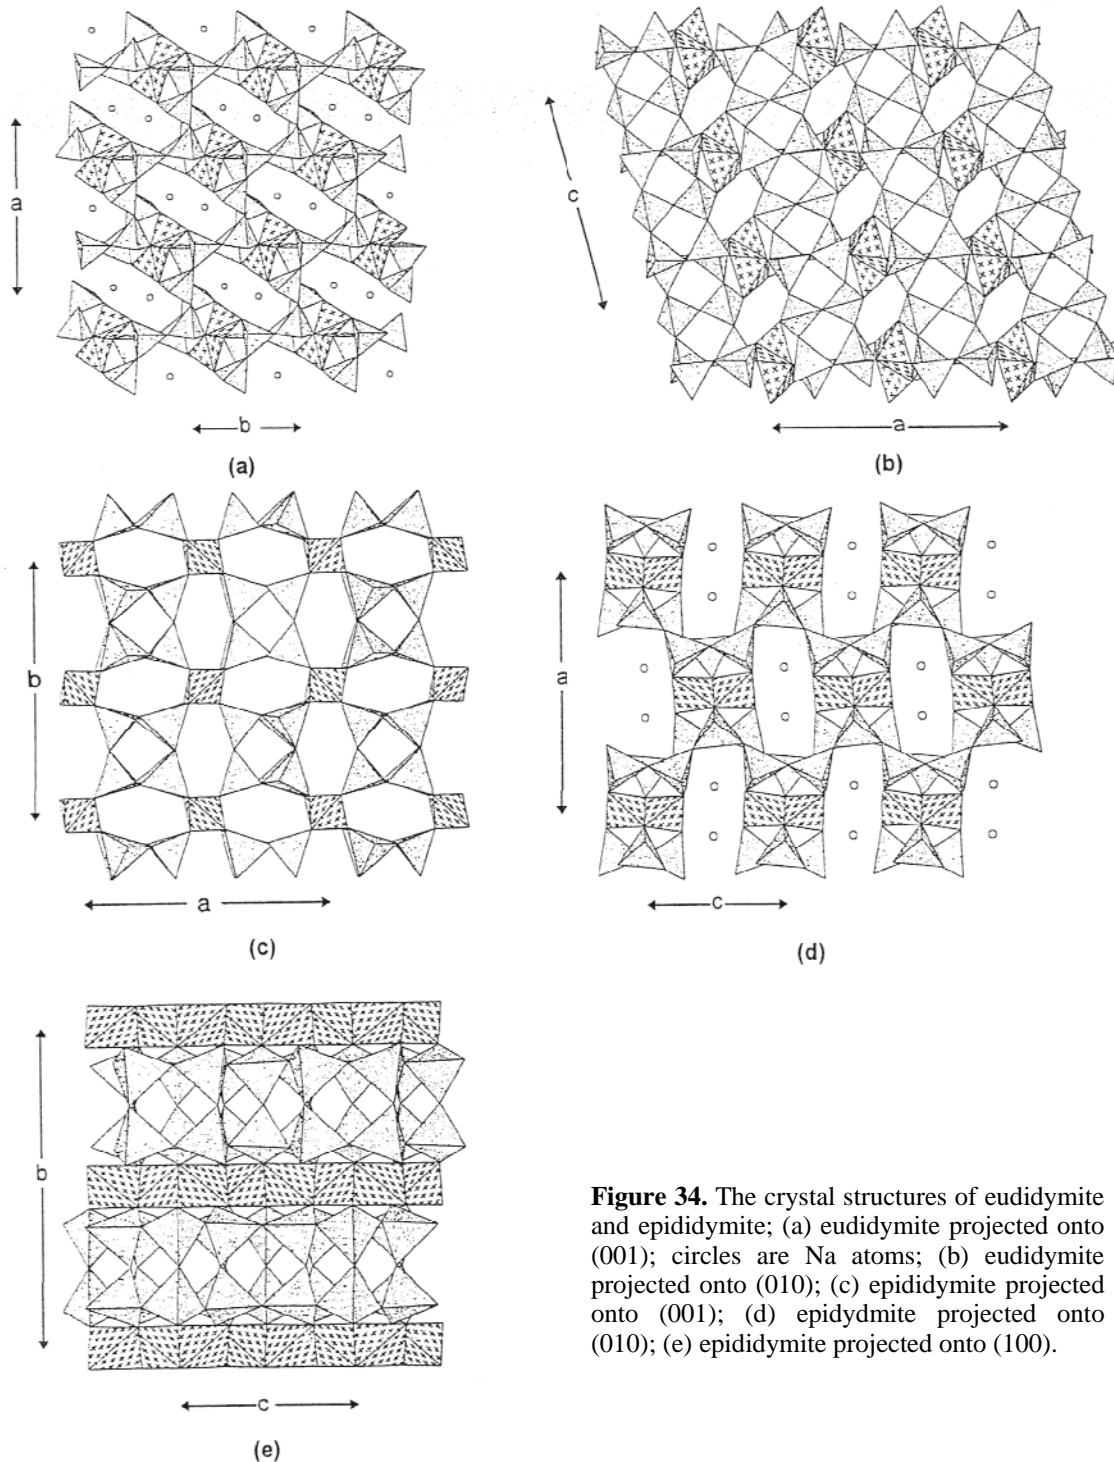 a
b
(a)
c
a
(b)
b
a
(c)
a
c
(d)
b
c
(e)
Figure 34. The crystal structures of eudidymite
and epididymite; (a) eudidymite projected onto
(001); circles are Na atoms; (b) eudidymite
projected onto (010); (c) epididymite projected
onto (001); (d) epidydmite projected onto
(010); (e) epididymite projected onto (100).